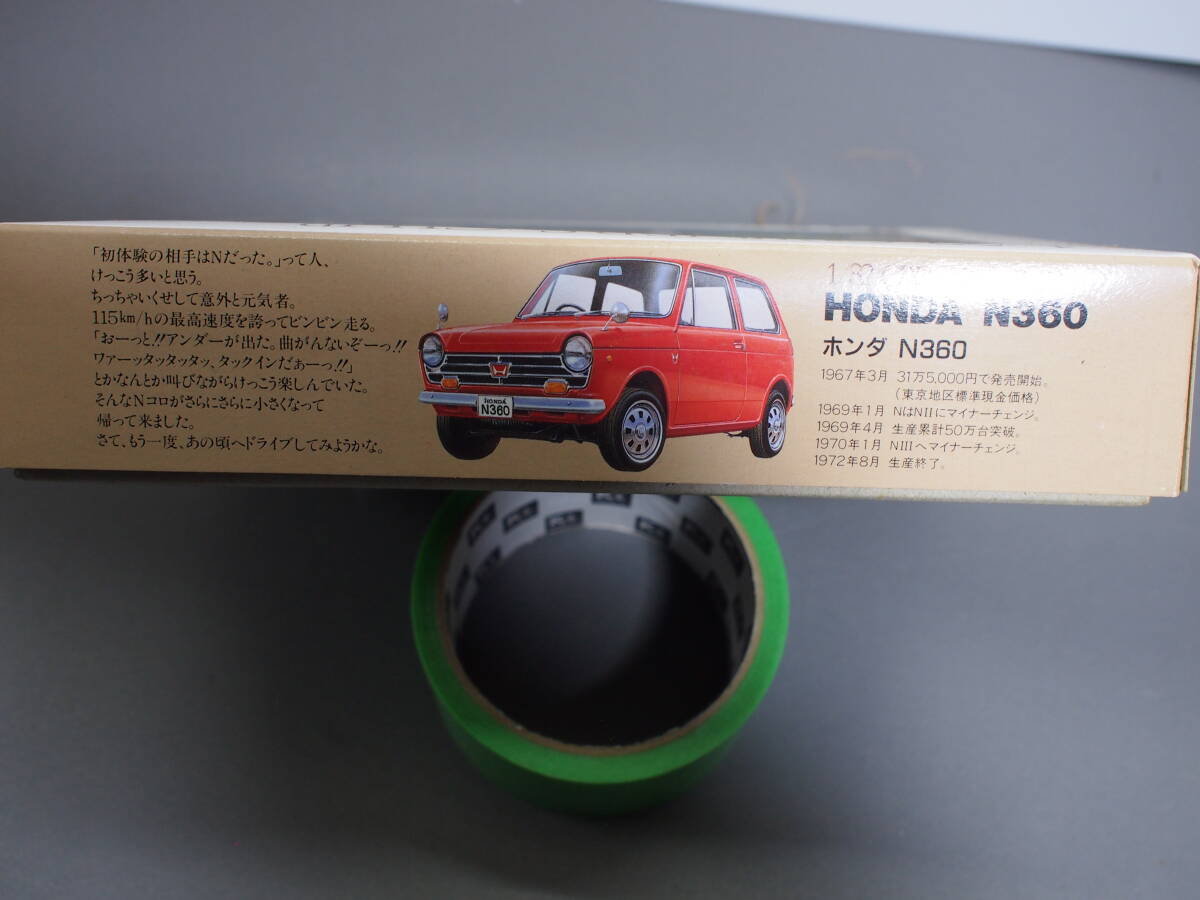 「初体験の相手はNだった。」って人、
けっこう多いと思う。
ちっちゃいくせして意外と元気者。
115km/hの最高速度を誇ってビンビン走る。
「おーっと!!アンダーが出た。曲がんないぞーっ!!
ワァーッタッタッタッ、タックインだぁーっ!!」
とかなんとか叫びながらけっこう楽しんでいた。
そんなNコロがさらにさらに小さくなって
帰って来ました。
さて、もう一度、あの頃へドライブしてみようかな。
HONDA
N360
HONDA N360
ホンダ N360
1967年3月 31万5,000円で発売開始。
(東京地区標準現金価格)
1969年1月 NはNIIにマイナーチェンジ。
1969年4月 生産累計50万台突破。
1970年1月 NIIIへマイナーチェンジ。
1972年8月 生産終了。